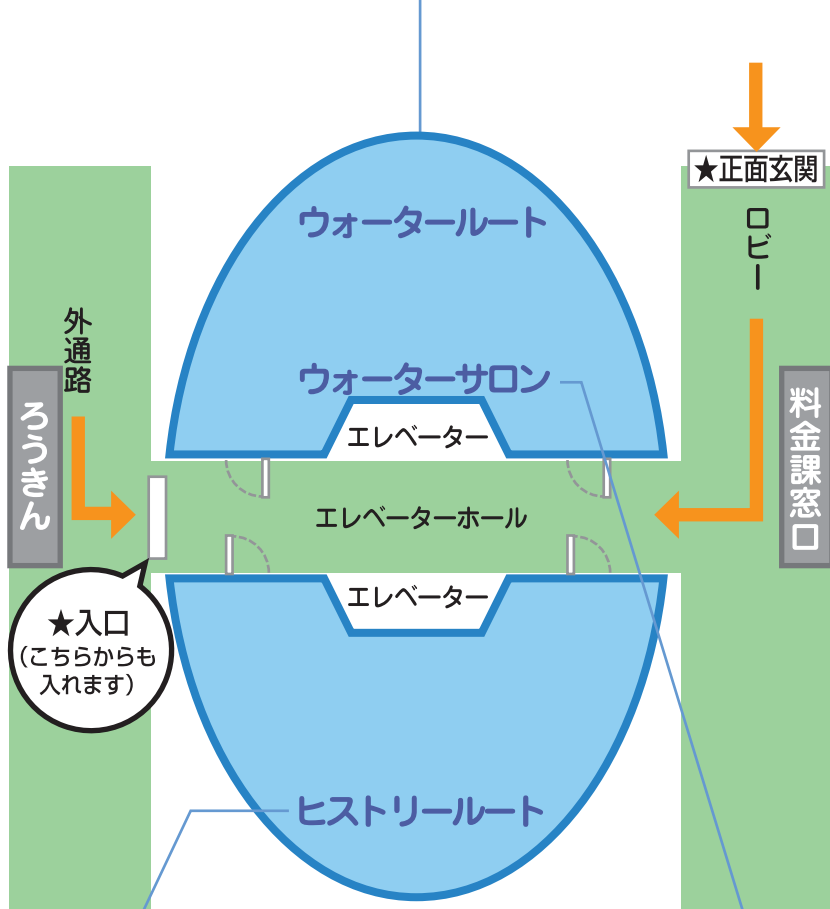 ★正面玄関
ロビー
ウォータールート
外通路
ウォーターサロン
ろうきん
料金課窓口
エレベーター
エレベーターホール
エレベーター
★入口
(こちらからも
入れます)
ヒストリールート